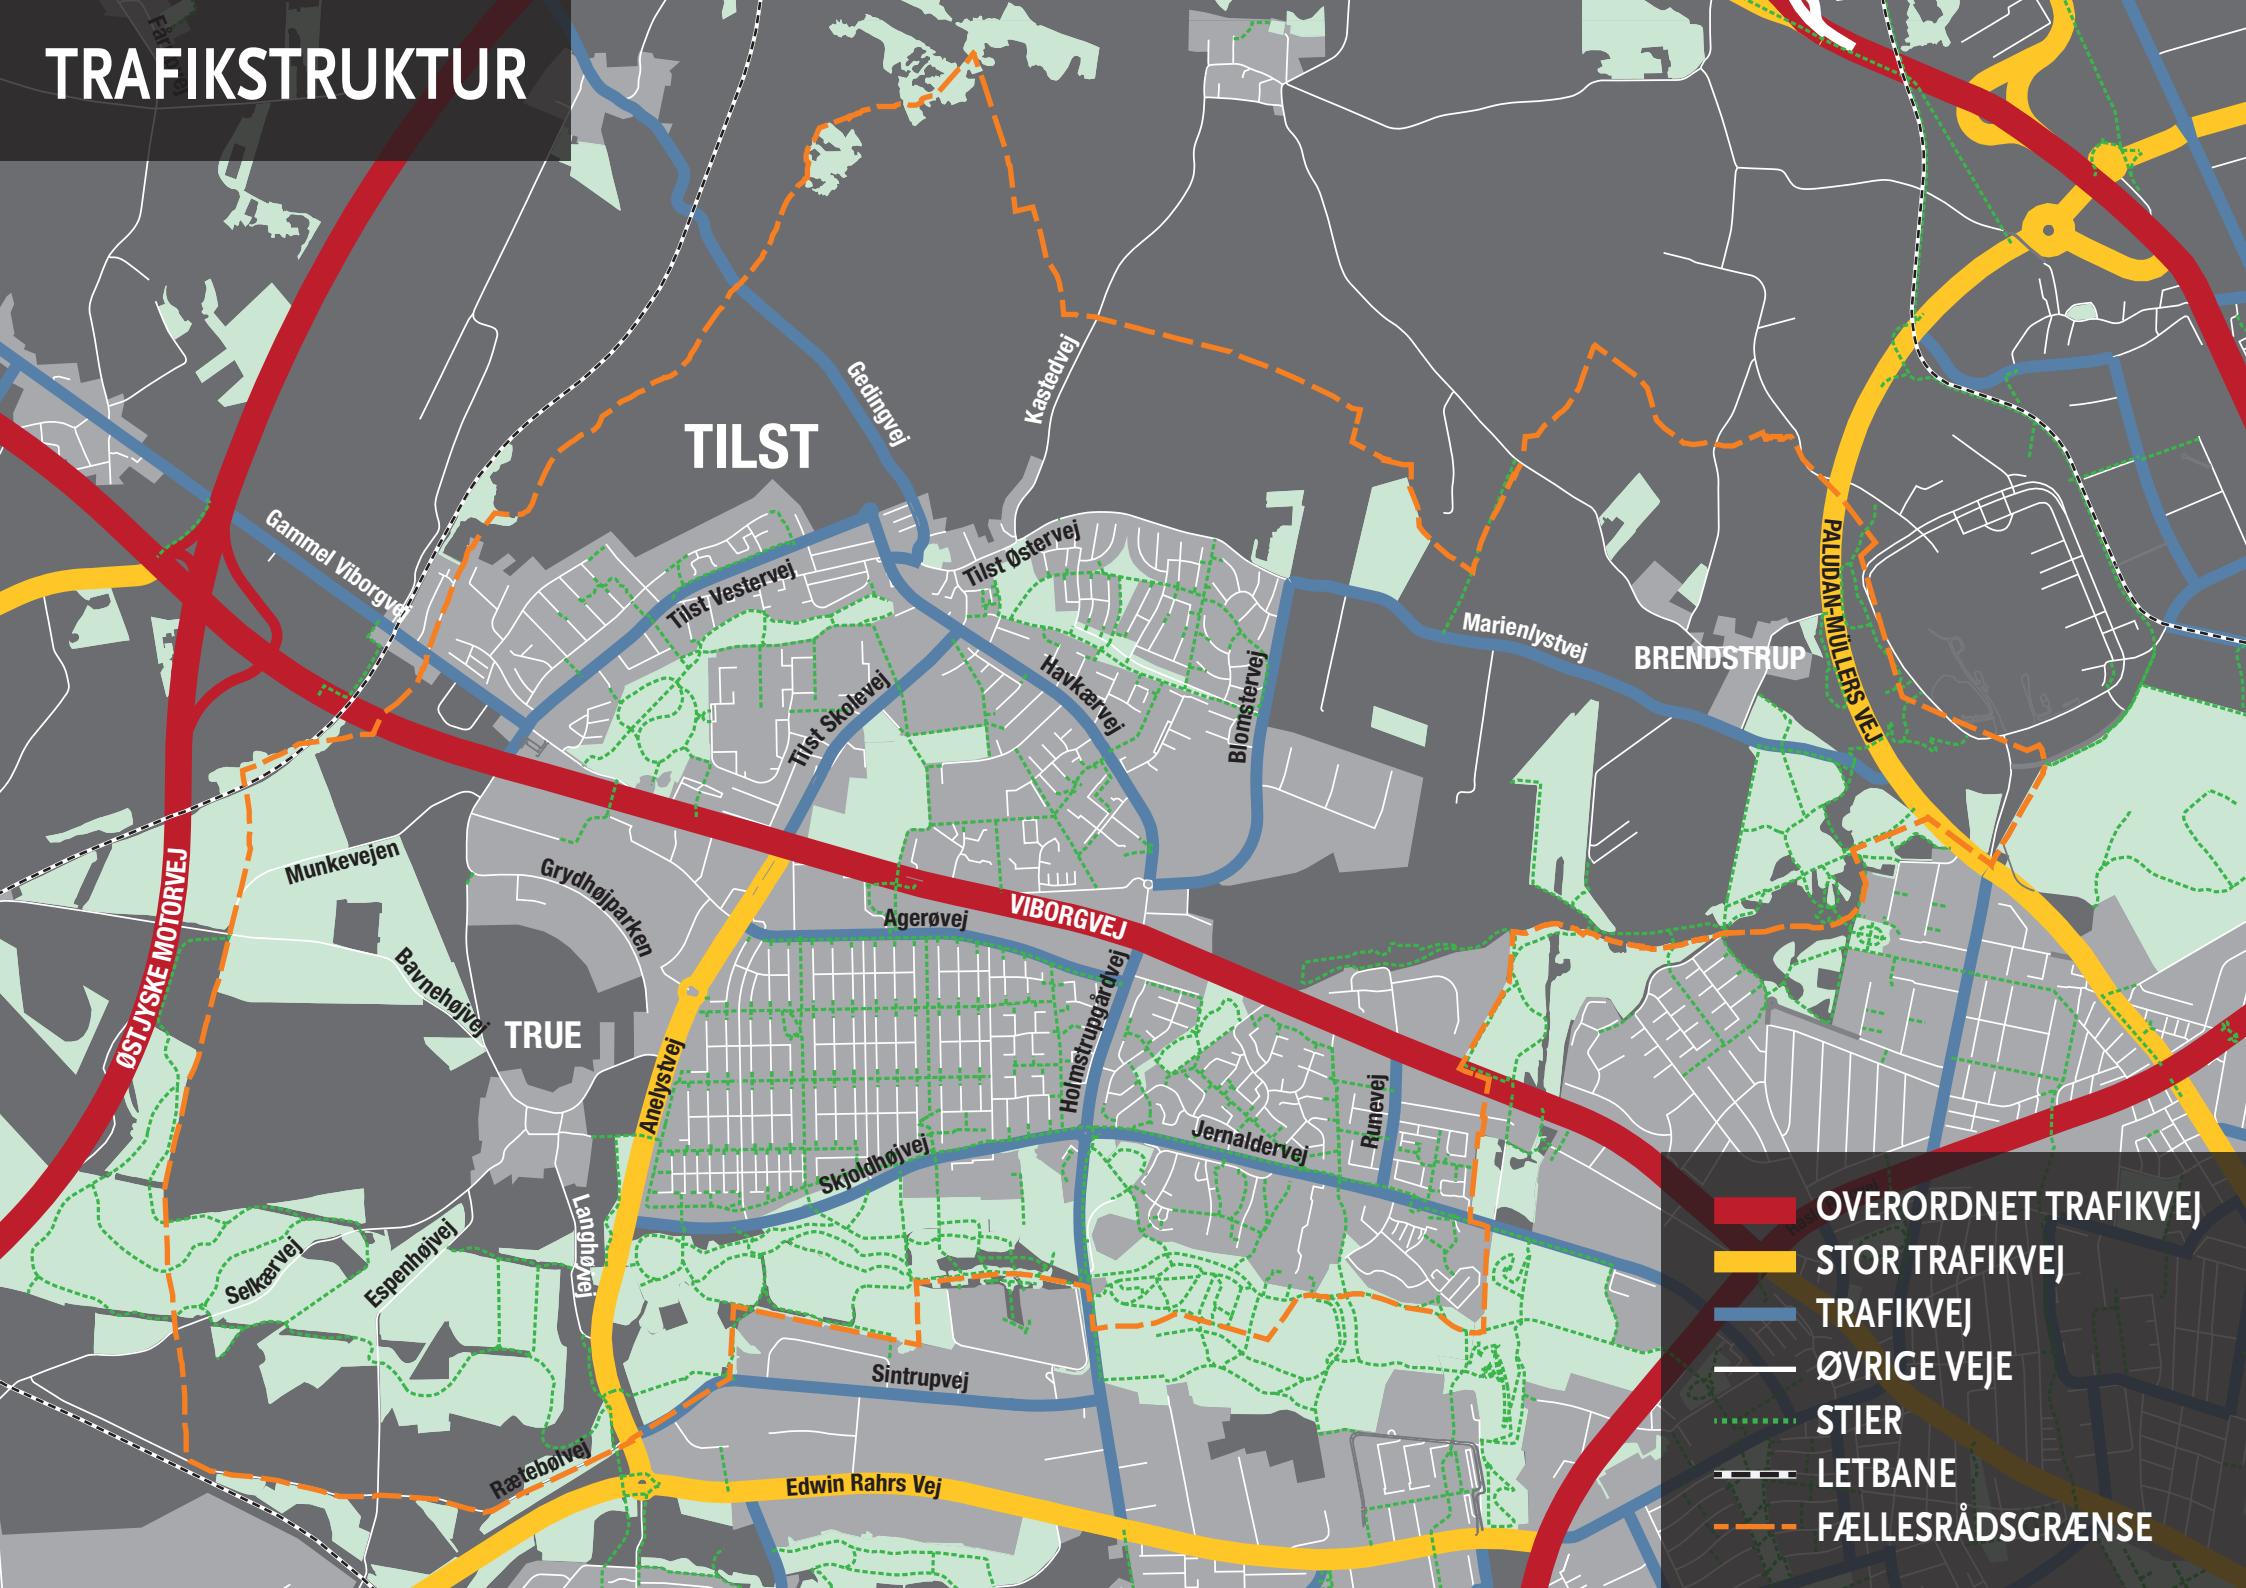 TRAFIKSTRUKTUR
Gedingvej
Kastedvej
TILST
Gammel Viborgvej
Tilst Vestervej
Tilst Østervej
PALUDAN-MÜLLERS VEJ
Marienlystvej
BRENDSTRUP
Havkærvej
Blomstervej
Tilst Skolevej
Munkevejen
Grydhøjparken
ØSTJYSKE MOTORVEJ
Agerøvej
VIBORGVEJ
Bavnehøjvej
TRUE
Holmstrupgårdvej
Anelystvej
Runevej
Jernaldervej
Skjoldhøjvej
Langhøjvej
Selkærvej
Espenhøjvej
Sintrupvej
Rætebølvej
Edwin Rahrs Vej
OVERORDNET TRAFIKVEJ
STOR TRAFIKVEJ
TRAFIKVEJ
ØVRIGE VEJE
STIER
LETBANE
FÆLLESRÅDSGRÆNSE